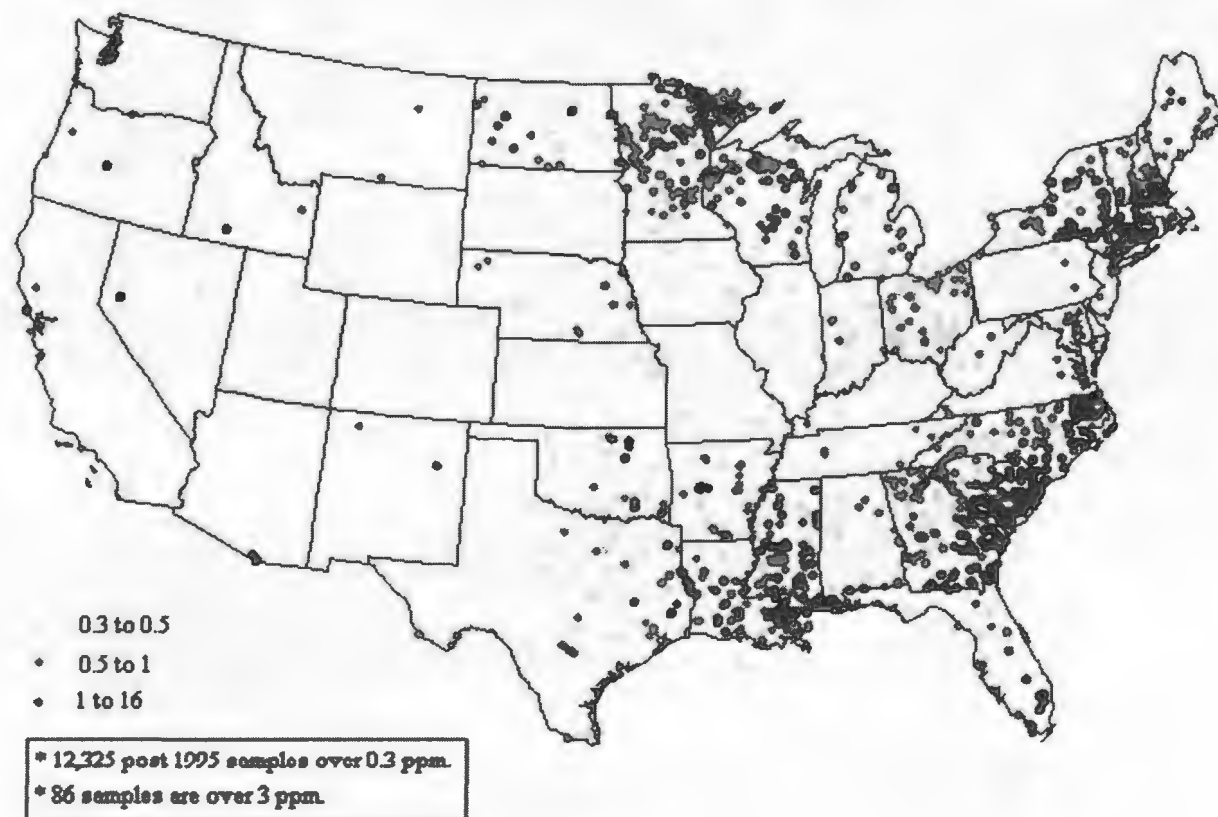 0.3 to 0.5
0.5 to 1
1 to 16
* 12,325 post 1995 samples over 0.3 ppm.
* 86 samples are over 3 ppm.